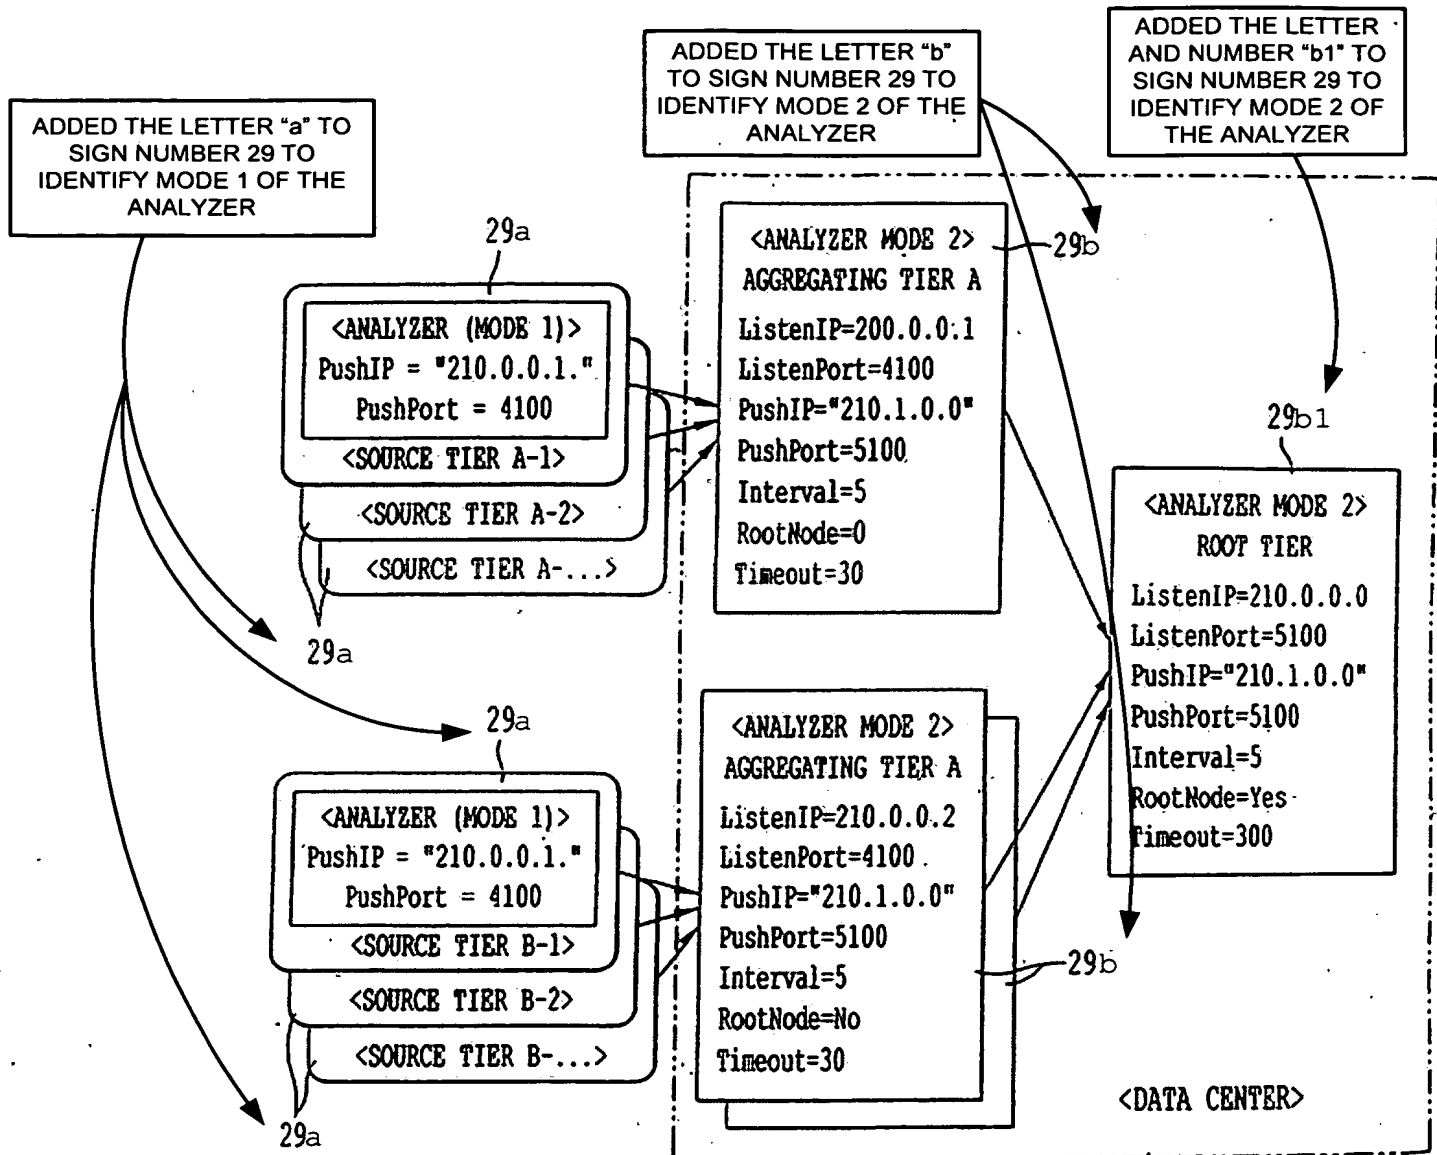 ADDED THE LETTER "a" TO
SIGN NUMBER 29 TO
IDENTIFY MODE 1 OF THE
ANALYZER
ADDED THE LETTER "b"
TO SIGN NUMBER 29 TO
IDENTIFY MODE 2 OF THE
ANALYZER
ADDED THE LETTER
AND NUMBER "b1" TO
SIGN NUMBER 29 TO
IDENTIFY MODE 2 OF
THE ANALYZER
29a
<ANALYZER (MODE 1)>
PushIP = "210.0.0.1."
PushPort = 4100
<SOURCE TIER A-1>
<SOURCE TIER A-2>
<SOURCE TIER A-...>
29a
29a
<ANALYZER (MODE 1)>
PushIP = "210.0.0.1."
PushPort = 4100
<SOURCE TIER B-1>
<SOURCE TIER B-2>
<SOURCE TIER B-...>
29a
<ANALYZER MODE 2>
29b
AGGREGATING TIER A
ListenIP=200.0.0.1
ListenPort=4100
PushIP="210.1.0.0"
PushPort=5100
Interval=5
RootNode=0
Timeout=30
<ANALYZER MODE 2>
AGGREGATING TIER A
ListenIP=210.0.0.2
ListenPort=4100
PushIP="210.1.0.0"
PushPort=5100
Interval=5
RootNode=No
Timeout=30
29b
29b1
<ANALYZER MODE 2>
ROOT TIER
ListenIP=210.0.0.0
ListenPort=5100
PushIP="210.1.0.0"
PushPort=5100
Interval=5
RootNode=Yes
Timeout=300
<DATA CENTER>